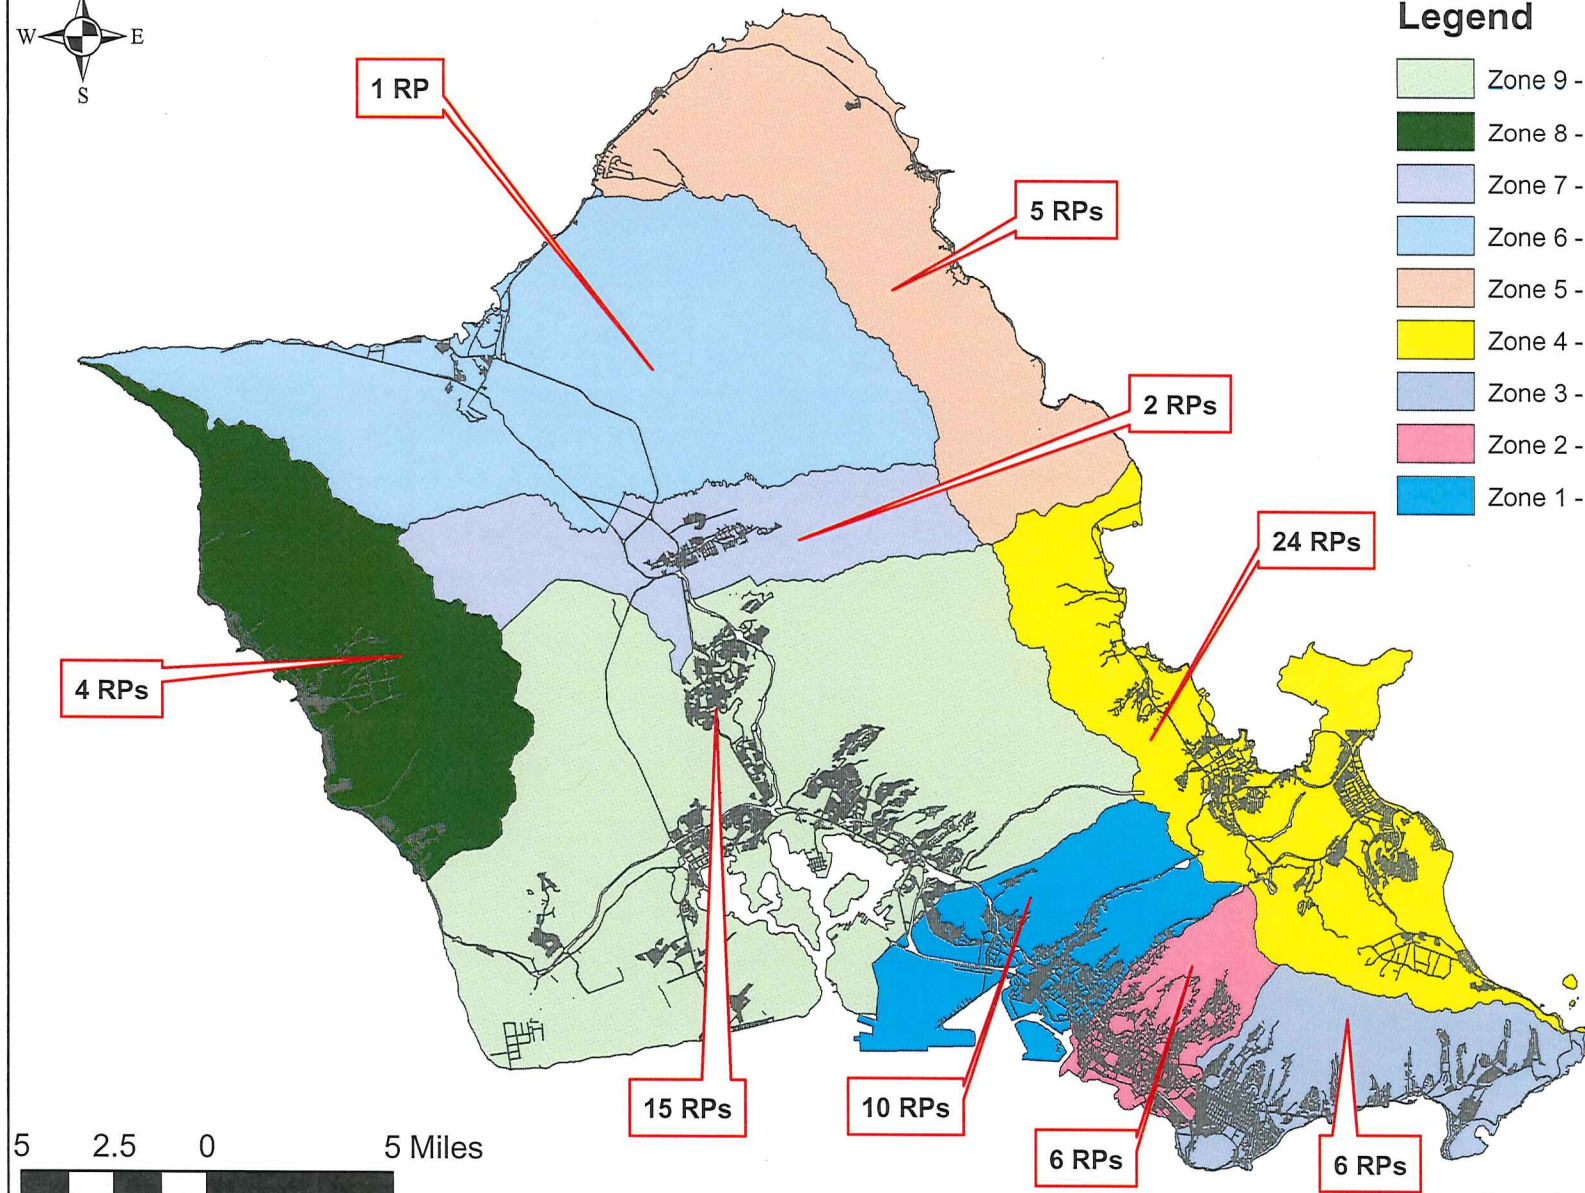 Legend
W E
S
Zone 9 -
Zone 8 -
Zone 7 -
Zone 6 -
Zone 5 -
Zone 4 -
Zone 3 -
Zone 2 -
Zone 1 -
1 RP
5 RPs
2 RPs
24 RPs
4 RPs
15 RPs
10 RPs
6 RPs
6 RPs
5 2.5 0 5 Miles